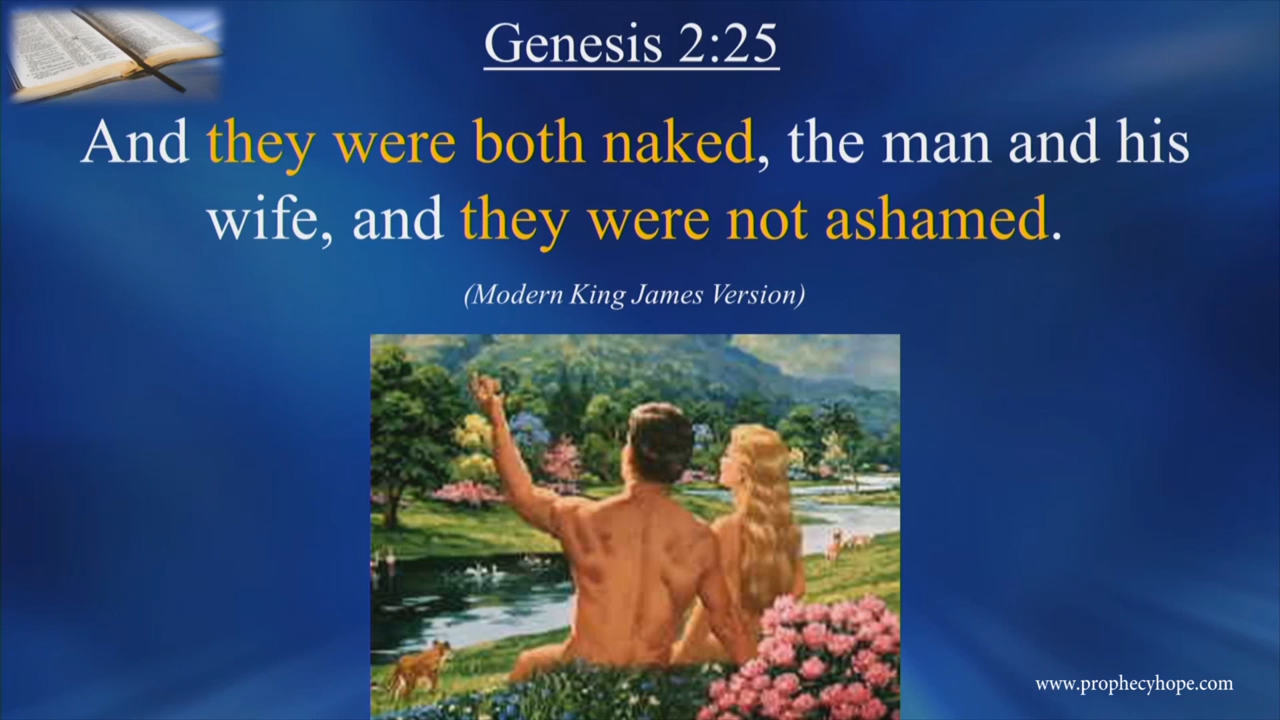 Genesis 2:25
And they were both naked, the man and his
wife, and they were not ashamed.
(Modern King James Version)
www.prophecyhope.com